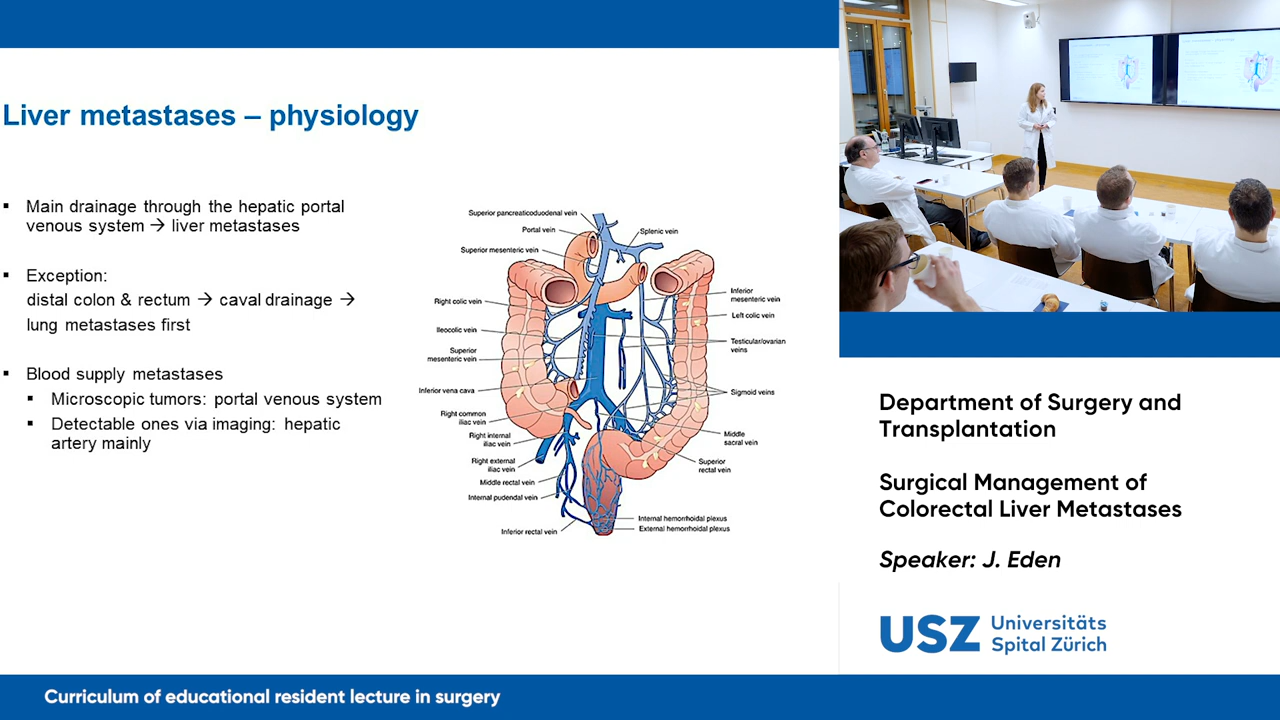 Liver metastases – physiology
▪ Main drainage through the hepatic portal
venous system → liver metastases
▪ Exception:
distal colon & rectum → caval drainage →
lung metastases first
▪ Blood supply metastases
▪ Microscopic tumors: portal venous system
▪ Detectable ones via imaging: hepatic
artery mainly
Superior pancreaticoduodenal vein
Portal vein
Superior mesenteric vein
Splenic vein
Right colic vein
Ileocolic vein
Superior
mesenteric vein
Inferior vena cava
Right common
iliac vein
Right internal
iliac vein
Right external
iliac vein
Middle rectal vein
Internal pudendal vein
Inferior rectal vein
Inferior
mesenteric vein
Left colic vein
Testicular/ovarian
veins
Sigmoid veins
Middle
sacral vein
Superior
rectal vein
Internal hemorrhoidal plexus
External hemorrhoidal plexus
Department of Surgery and
Transplantation
Surgical Management of
Colorectal Liver Metastases
Speaker: J. Eden
USZ Universitäts
Spital Zürich
Curriculum of educational resident lecture in surgery